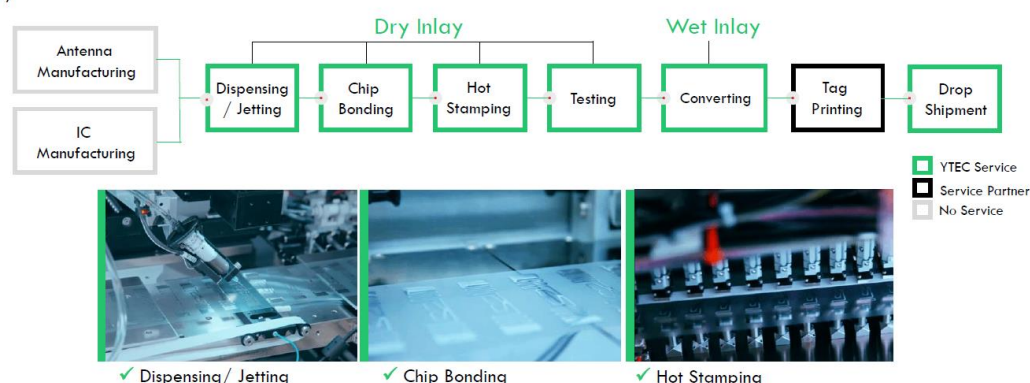 Dry Inlay
Wet Inlay
Antenna
Manufacturing
IC
Manufacturing
Dispensing
/ Jetting
Chip
Bonding
Hot
Stamping
Testing
Converting
Tag
Printing
Drop
Shipment
YTEC Service
Service Partner
No Service
✓ Dispensing/ Jetting
✓ Chip Bonding
✓ Hot Stamping